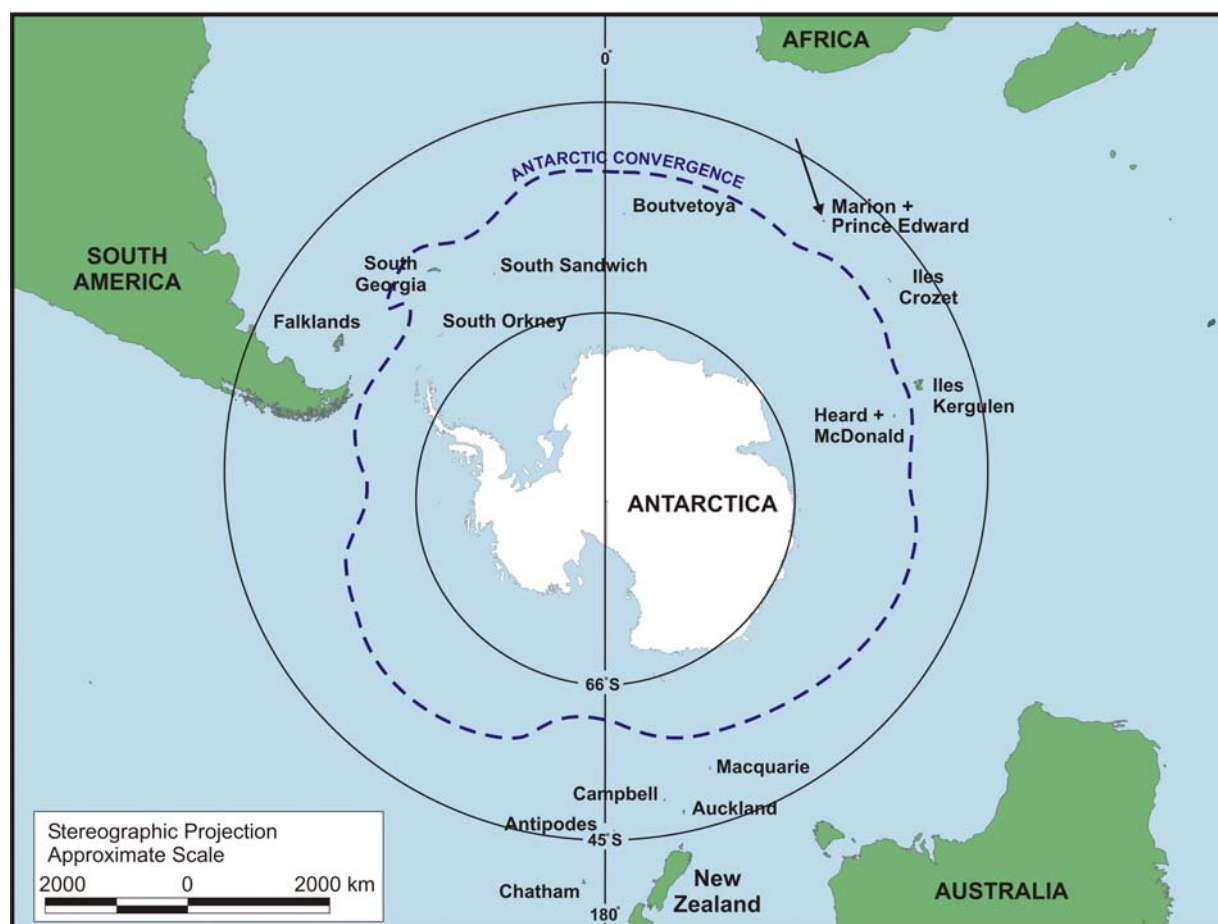 AFRICA
0°
ANTARCTIC CONVERGENCE
Boutvetoya
Marion +
Prince Edward
SOUTH
AMERICA
South
Georgia
South Sandwich
Iles
Crozet
Falklands
South Orkney
Iles
Kergulen
Heard +
McDonald
ANTARCTICA
66°S
Macquarie
Campbell
Auckland
Antipodes
45°S
Stereographic Projection
Approximate Scale
2000 0 2000 km
Chatham
New
Zealand
180°
AUSTRALIA